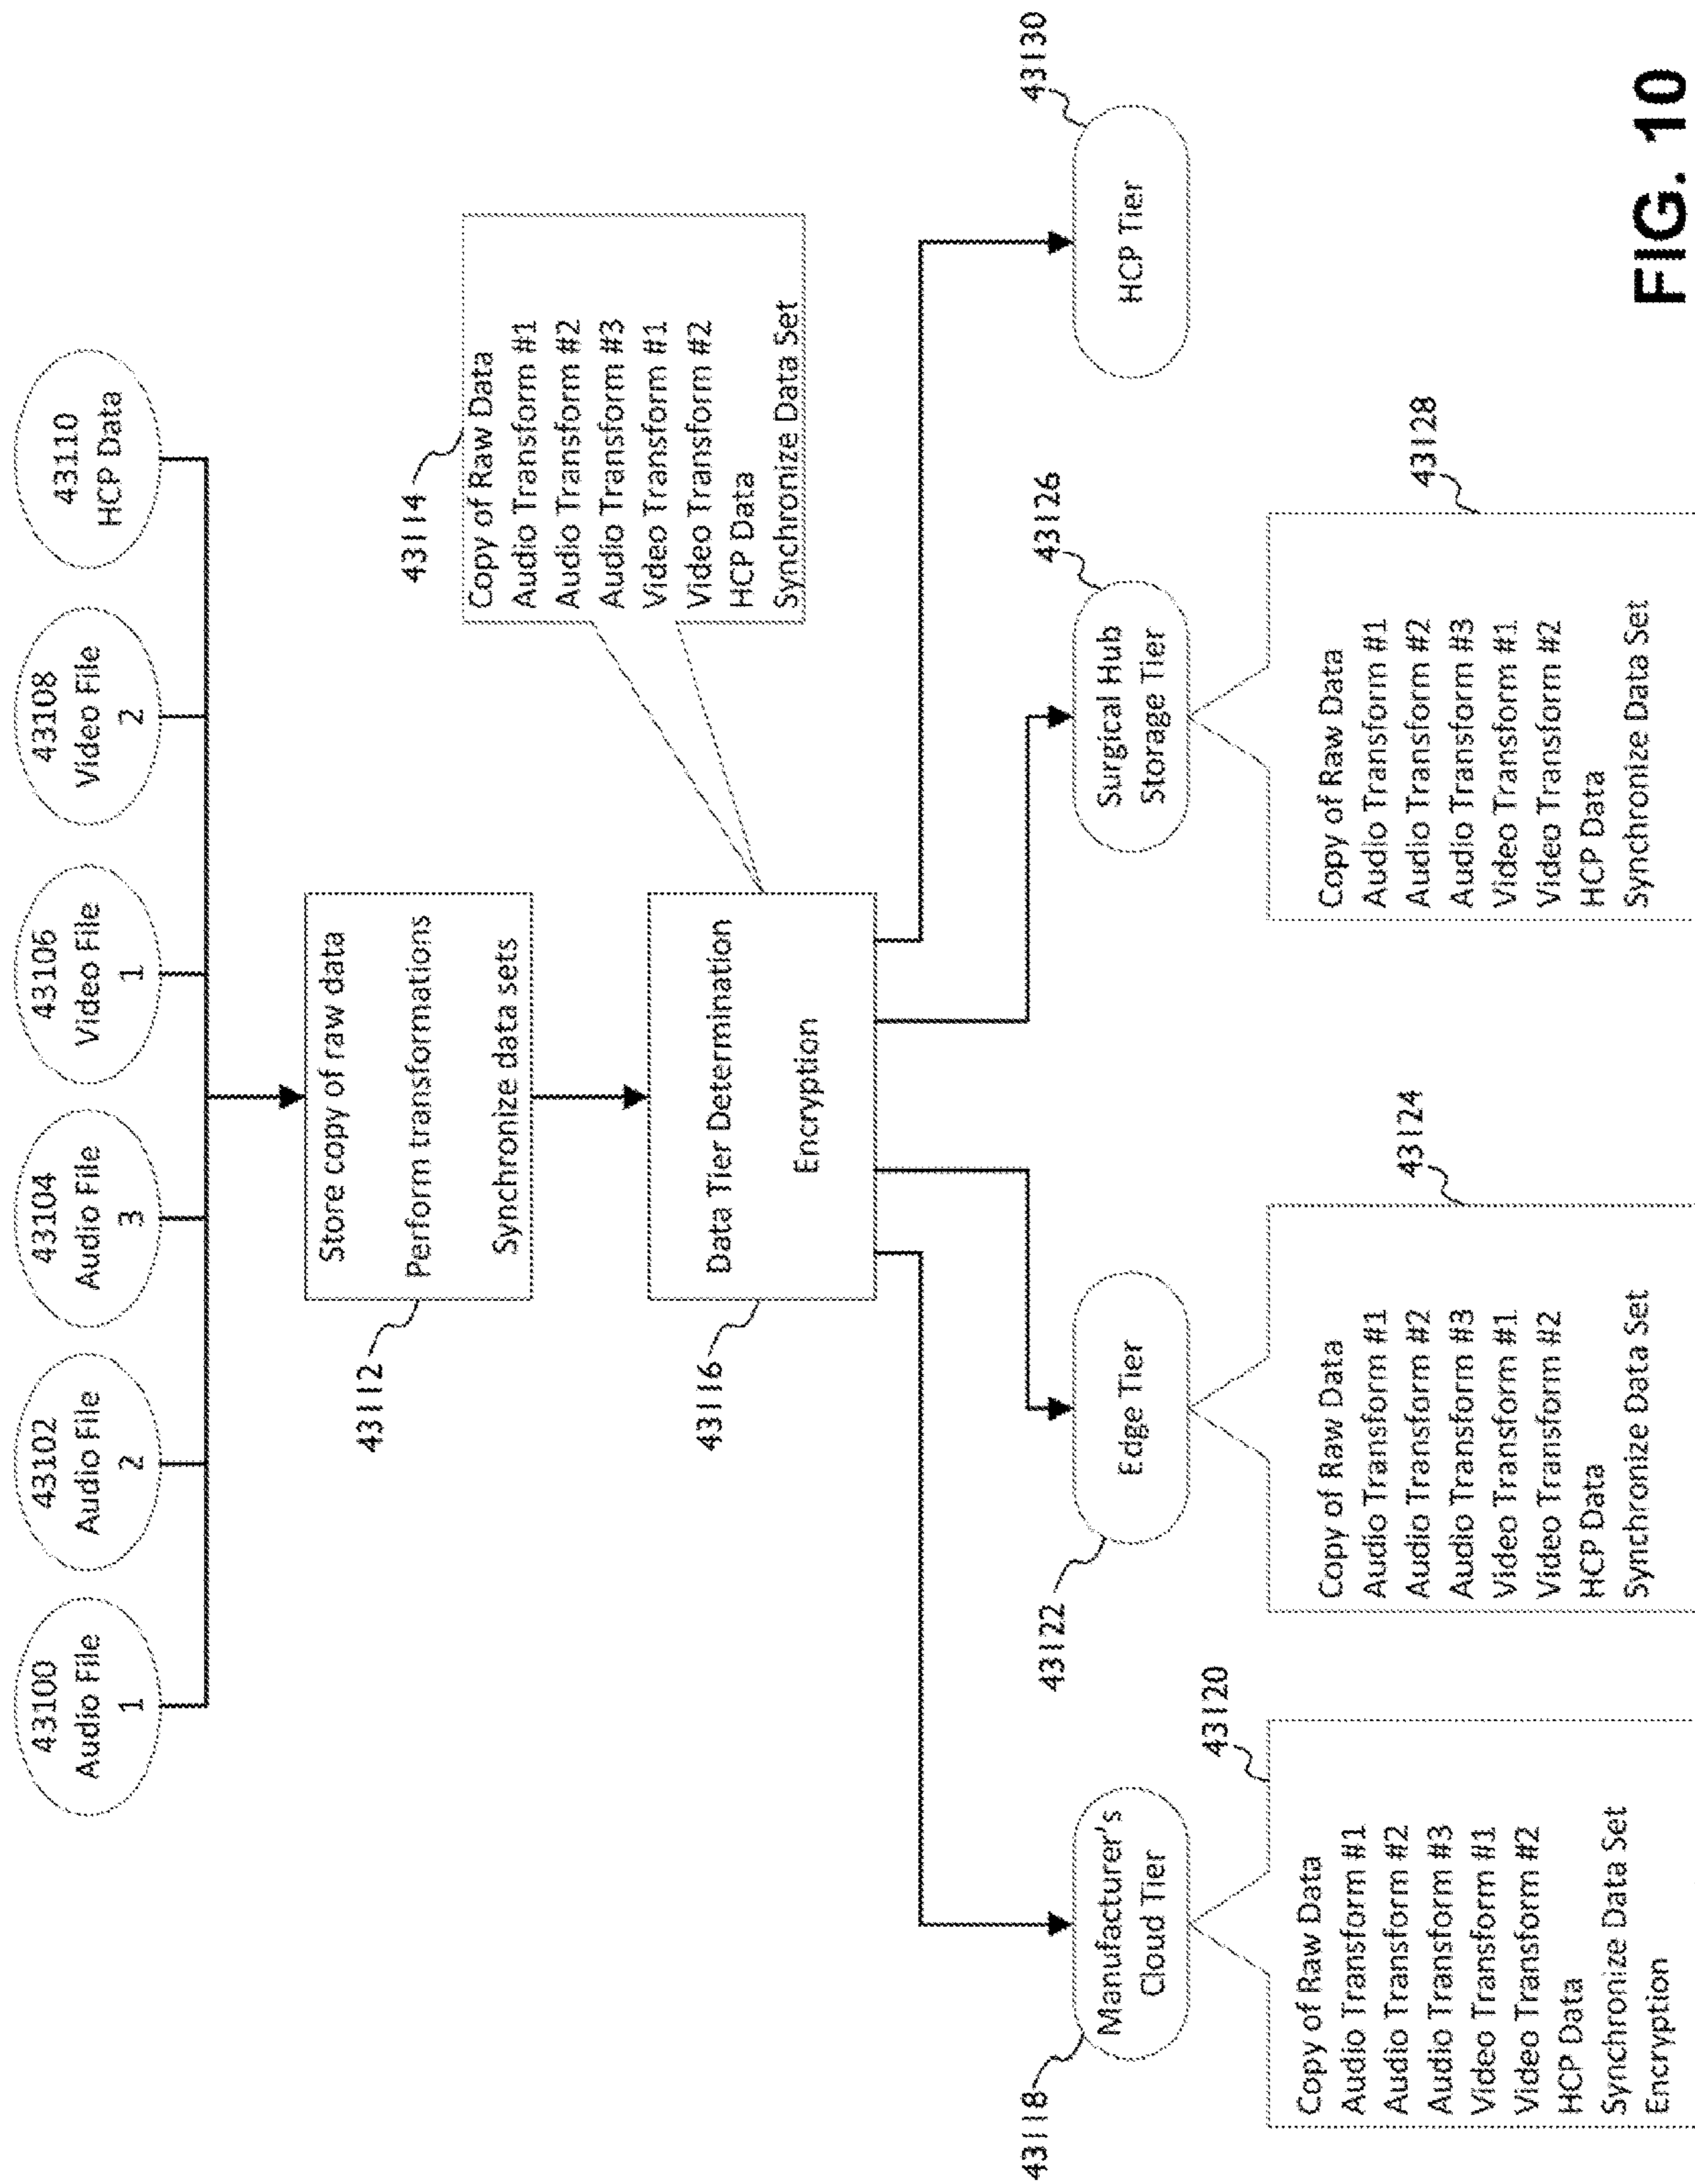 43100
Audio File
1
43102
Audio File
2
43104
Audio File
3
43106
Video File
1
43108
Video File
2
43110
HCP Data
43112
Store copy of raw data
Perform transformations
Synchronize data sets
43114
Copy of Raw Data
Audio Transform #1
Audio Transform #2
Audio Transform #3
Video Transform #1
Video Transform #2
HCP Data
Synchronize Data Set
43116
Data Tier Determination
Encryption
43118
Manufacturer's
Cloud Tier
43122
Edge Tier
43126
Surgical Hub
Storage Tier
43130
HCP Tier
43120
Copy of Raw Data
Audio Transform #1
Audio Transform #2
Audio Transform #3
Video Transform #1
Video Transform #2
HCP Data
Synchronize Data Set
Encryption
43124
Copy of Raw Data
Audio Transform #1
Audio Transform #2
Audio Transform #3
Video Transform #1
Video Transform #2
HCP Data
Synchronize Data Set
43128
Copy of Raw Data
Audio Transform #1
Audio Transform #2
Audio Transform #3
Video Transform #1
Video Transform #2
HCP Data
Synchronize Data Set
FIG. 10